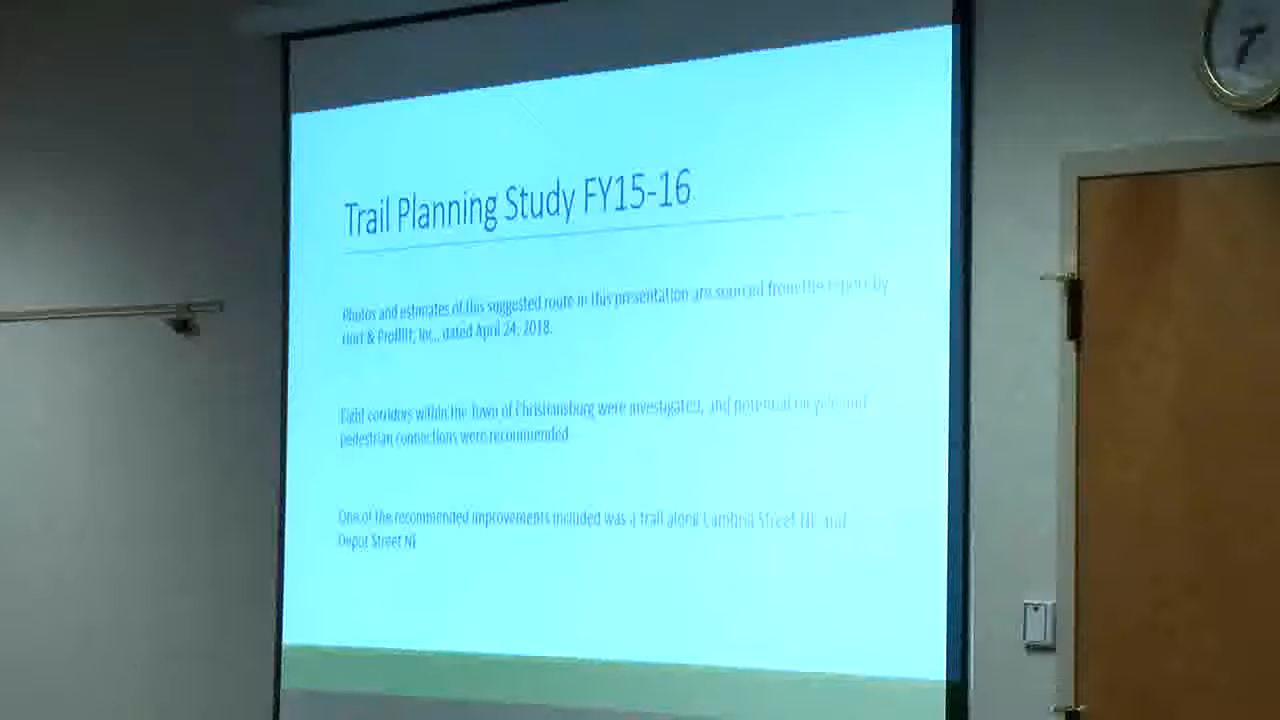 Trail Planning Study FY15-16
Photos and estimates of this suggested route in this presentation are sourced from the report by
Hurt & Proffitt, Inc., dated April 24, 2018.
Eight corridors within the Town of Christiansburg were investigated, and potential bicycle and
pedestrian connections were recommended
One of the recommended improvements included was a trail along Cambria Street NE and
Depot Street NE